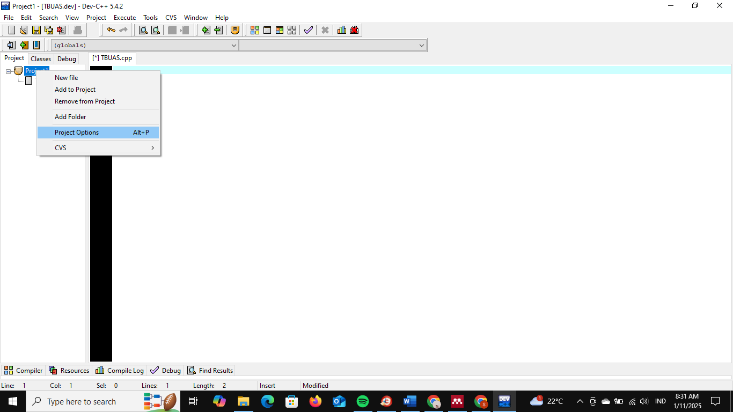 Project1 - [TBUAS.dev] - Dev-C++ 5.4.2
File Edit Search View Project Execute Tools CVS Window Help
(globals)
Project Classes Debug [*] TBUAS.cpp
New file
Add to Project
Remove from Project
Add Folder
Project Options Alt+P
CVS
Compiler Resources Compile Log Debug Find Results
Line: 1 Col: 1 Sel: 0 Lines: 1 Length: 2 Insert Modified
Type here to search
22°C
IND
8:31 AM
1/11/2025